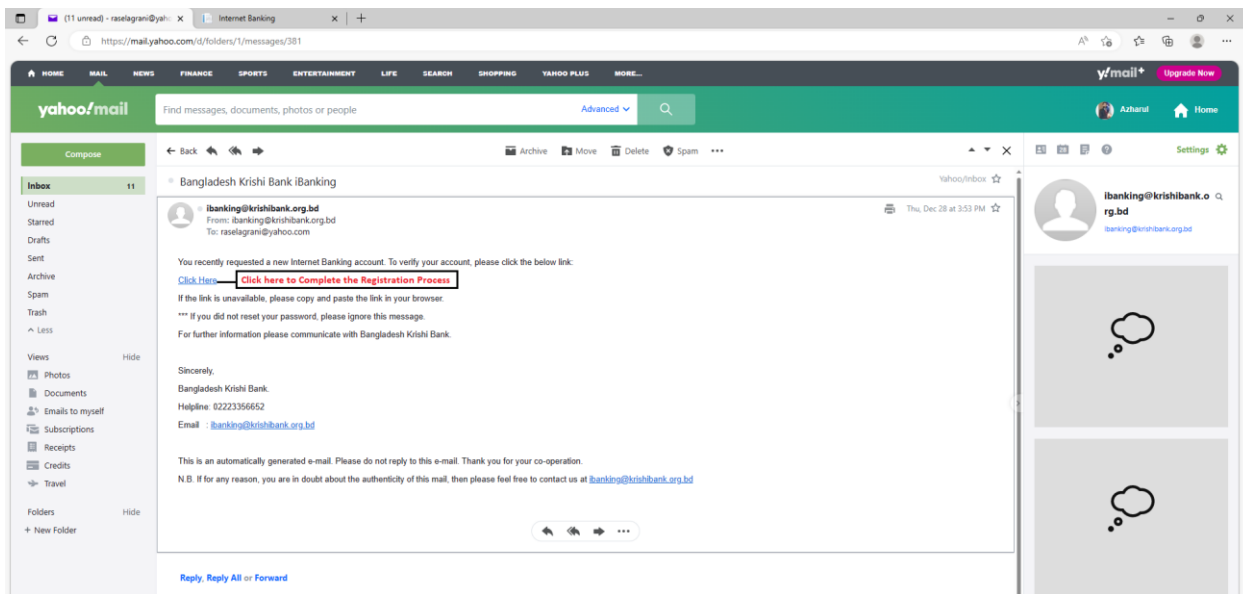 (11 unread) - raselagrani@yaho
Internet Banking
https://mail.yahoo.com/d/folders/1/messages/381
HOME MAIL NEWS FINANCE SPORTS ENTERTAINMENT LIFE SEARCH SHOPPING YAHOO PLUS MORE...
y!mail+ Upgrade Now
yahoo!mail
Find messages, documents, photos or people
Advanced
Azharul
Home
Compose
Back
Archive Move Delete Spam
Settings
Inbox 11
Unread
Starred
Drafts
Sent
Archive
Spam
Trash
Less
Views Hide
Photos
Documents
Emails to myself
Subscriptions
Receipts
Credits
Travel
Folders Hide
+ New Folder
Bangladesh Krishi Bank iBanking
Yahoo/Inbox
ibanking@krishibank.org.bd
From: ibanking@krishibank.org.bd
To: raselagrani@yahoo.com
Thu, Dec 28 at 3:53 PM
You recently requested a new Internet Banking account. To verify your account, please click the below link:
Click Here Click here to Complete the Registration Process
If the link is unavailable, please copy and paste the link in your browser.
*** If you did not reset your password, please ignore this message.
For further information please communicate with Bangladesh Krishi Bank.
Sincerely,
Bangladesh Krishi Bank.
Helpline: 02223356652
Email : ibanking@krishibank.org.bd
This is an automatically generated e-mail. Please do not reply to this e-mail. Thank you for your co-operation.
N.B. If for any reason, you are in doubt about the authenticity of this mail, then please feel free to contact us at ibanking@krishibank.org.bd
Reply, Reply All or Forward
ibanking@krishibank.o
rg.bd
ibanking@krishibank.org.bd